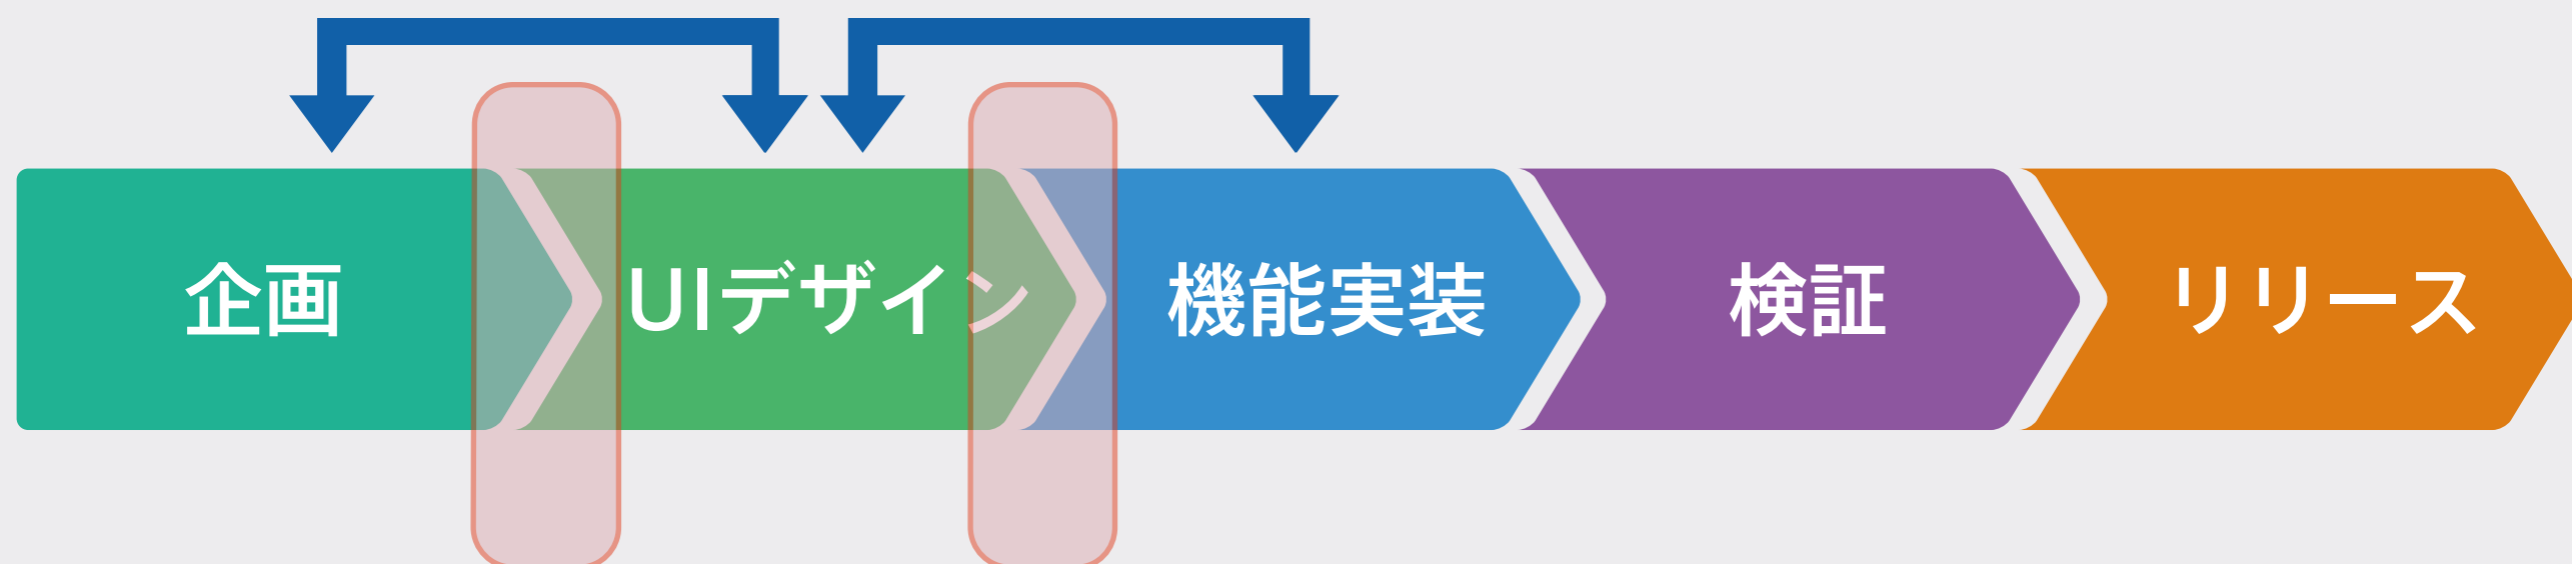 企画
UIデザイン
機能実装
検証
リリース